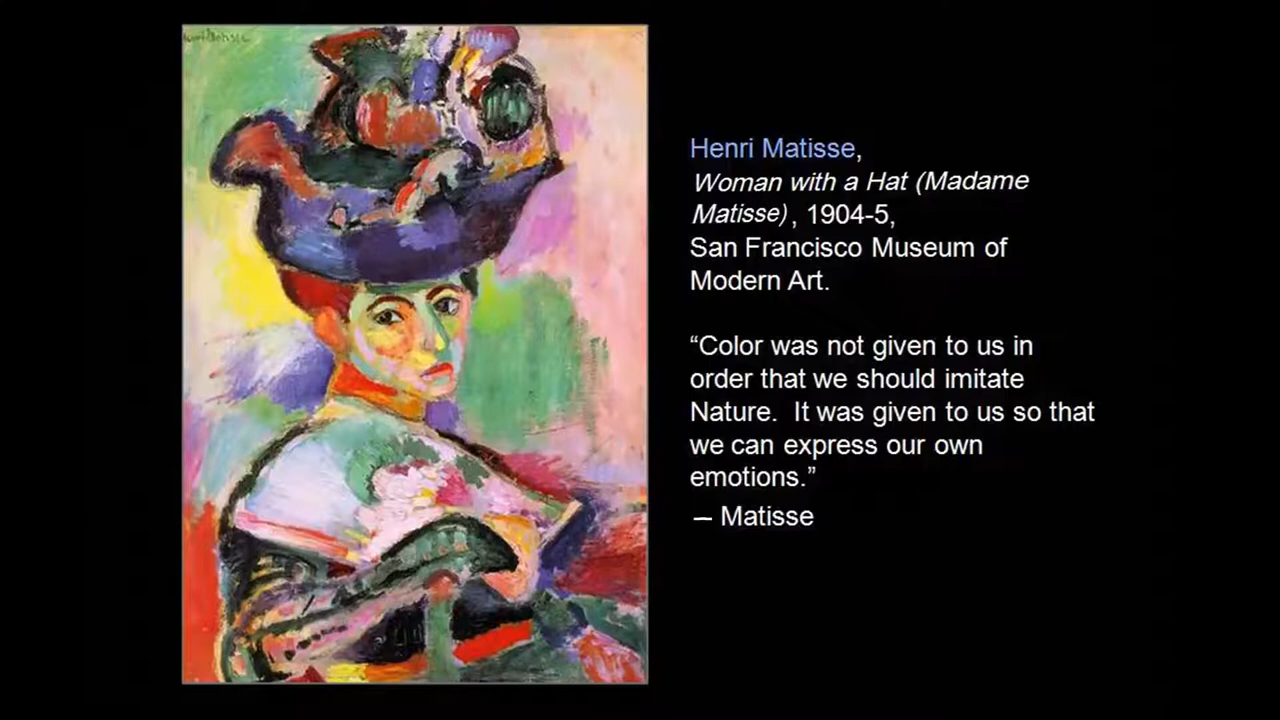 Henri Matisse,
Woman with a Hat (Madame
Matisse), 1904-5,
San Francisco Museum of
Modern Art.
“Color was not given to us in
order that we should imitate
Nature.  It was given to us so that
we can express our own
emotions.”
— Matisse